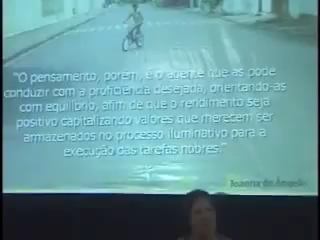 "O pensamento, porém, é o agente que as pode
conduzir com a proficiência desejada, orientando-as
com equilíbrio, afim de que o rendimento seja
positivo capitalizando valores que merecem ser
armazenados no processo iluminativo para a
execução das tarefas nobres."
Joanna de Ângelis